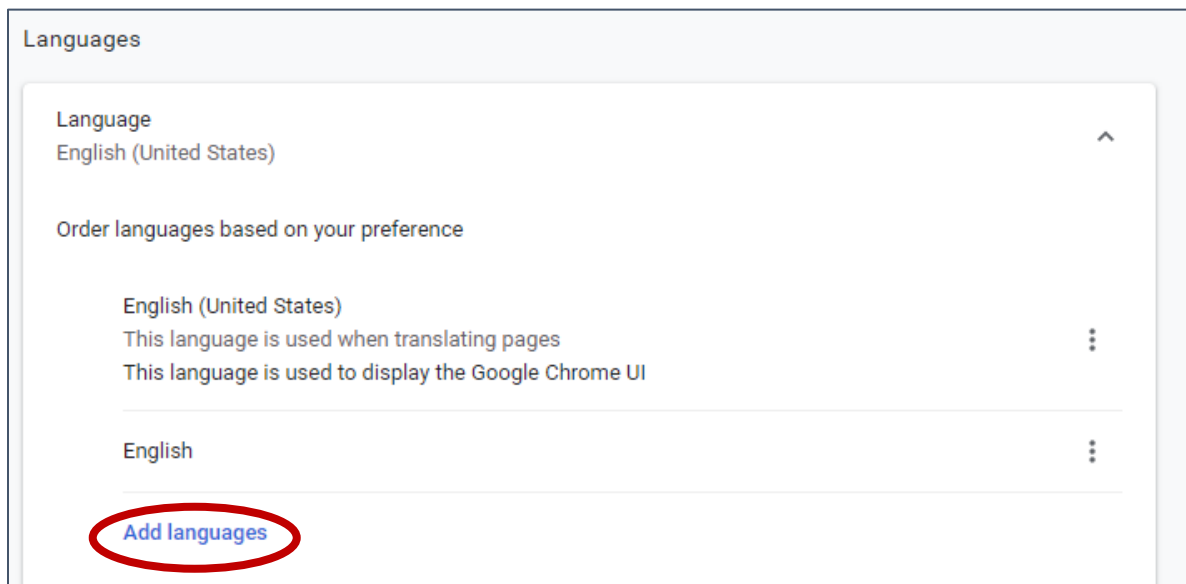 Languages
Language
English (United States)
Order languages based on your preference
English (United States)
This language is used when translating pages
This language is used to display the Google Chrome UI
English
Add languages